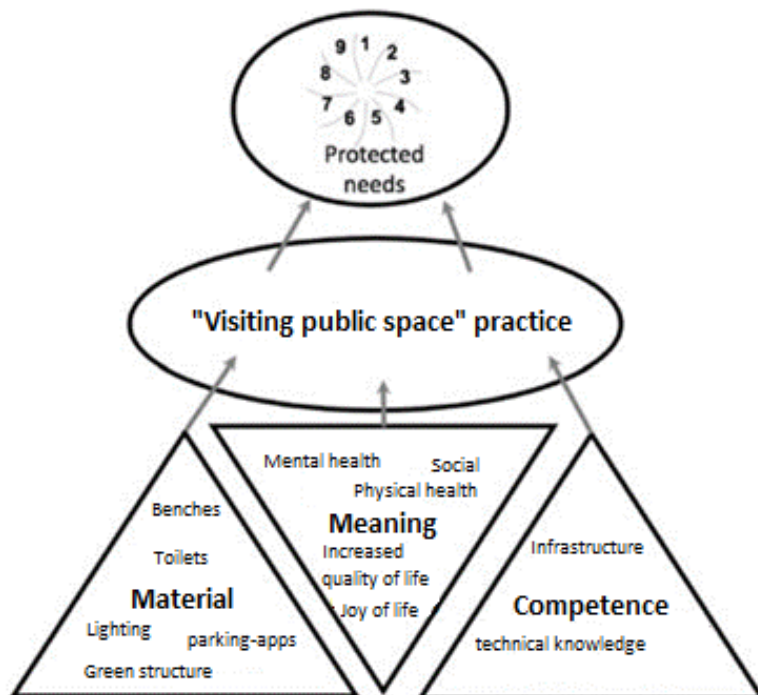 9 1 2
8 3
7 4
6 5
Protected
needs
"Visiting public space" practice
Mental health
Social
Physical health
Meaning
Increased
quality of life
Joy of life
Benches
Toilets
Material
Lighting
parking-apps
Green structure
Infrastructure
Competence
technical knowledge